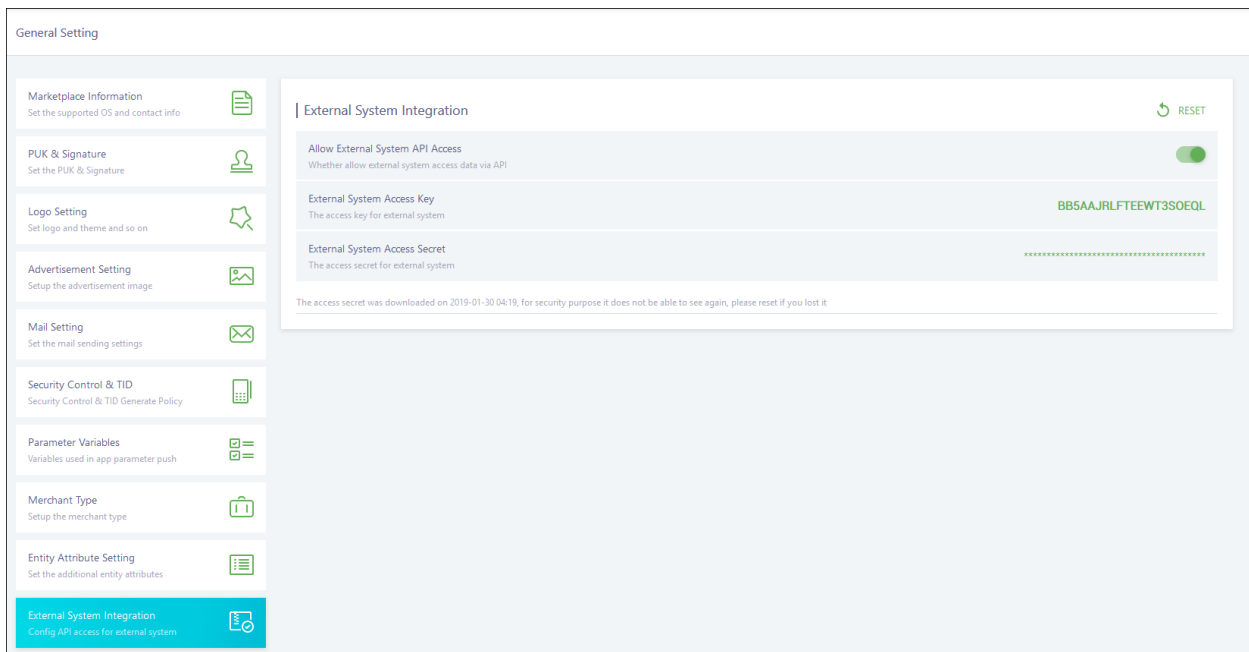 General Setting
Marketplace Information
Set the supported OS and contact info
PUK & Signature
Set the PUK & Signature
Logo Setting
Set logo and theme and so on
Advertisement Setting
Setup the advertisement image
Mail Setting
Set the mail sending settings
Security Control & TID
Security Control & TID Generate Policy
Parameter Variables
Variables used in app parameter push
Merchant Type
Setup the merchant type
Entity Attribute Setting
Set the additional entity attributes
External System Integration
Config API access for external system
External System Integration
RESET
Allow External System API Access
Whether allow external system access data via API
External System Access Key
The access key for external system
BB5AAJRLFTEEWT3SOEQL
External System Access Secret
The access secret for external system
****************************************
The access secret was downloaded on 2019-01-30 04:19, for security purpose it does not be able to see again, please reset if you lost it